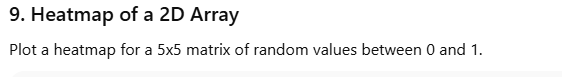 9. Heatmap of a 2D Array
Plot a heatmap for a 5x5 matrix of random values between 0 and 1.